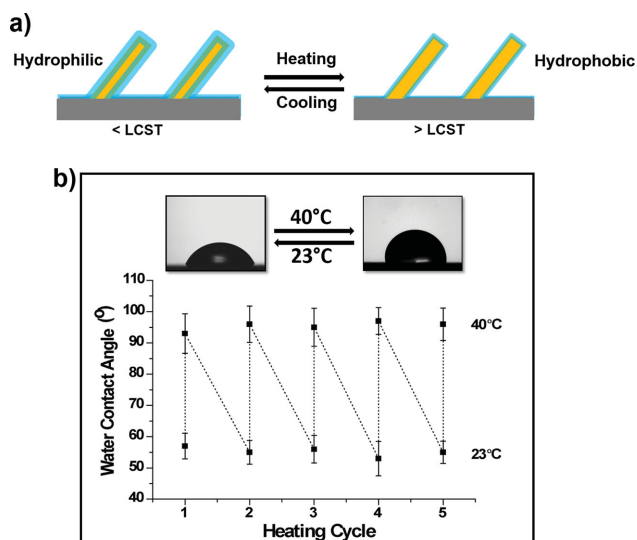 a)
Hydrophilic
Heating
Cooling
Hydrophobic
< LCST
> LCST
b)
40°C
23°C
Water Contact Angle (º)
110
100
90
80
70
60
50
40
40°C
23°C
1 2 3 4 5
Heating Cycle